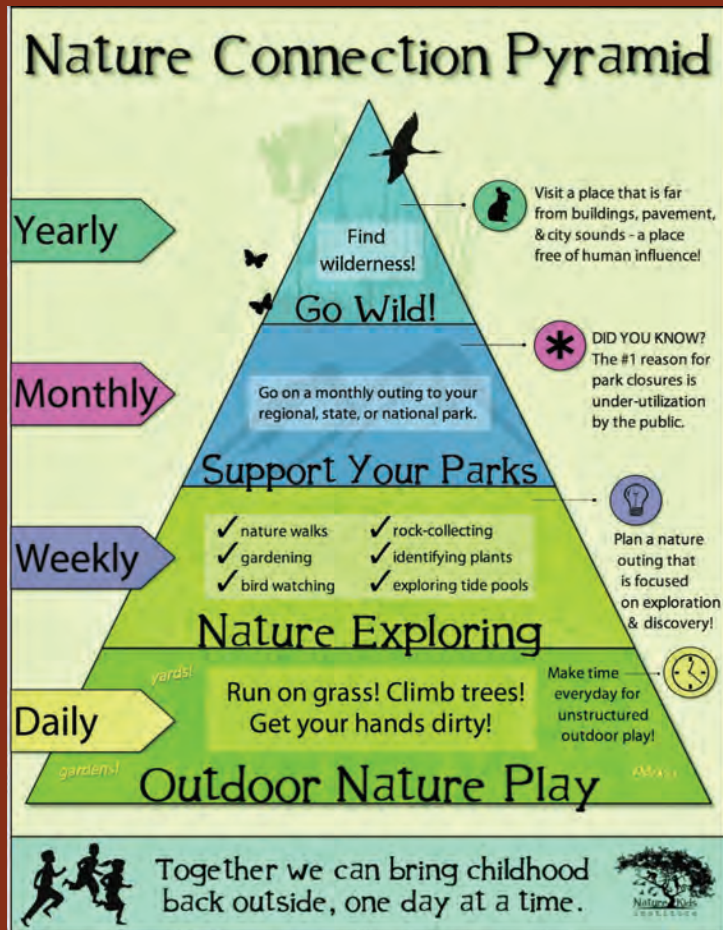 Nature Connection Pyramid
Yearly
Find
wilderness!
Go Wild!
Visit a place that is far
from buildings, pavement,
& city sounds - a place
free of human influence!
Monthly
Go on a monthly outing to your
regional, state, or national park.
Support Your Parks
DID YOU KNOW?
The #1 reason for
park closures is
under-utilization
by the public.
Weekly
✓ nature walks
✓ gardening
✓ bird watching
✓ rock-collecting
✓ identifying plants
✓ exploring tide pools
Nature Exploring
Plan a nature
outing that
is focused
on exploration
& discovery!
Daily
yards!
Run on grass! Climb trees!
Get your hands dirty!
gardens!
Make time
everyday for
unstructured
outdoor play!
Outdoor Nature Play
Together we can bring childhood
back outside, one day at a time.
Nature Kids
institute